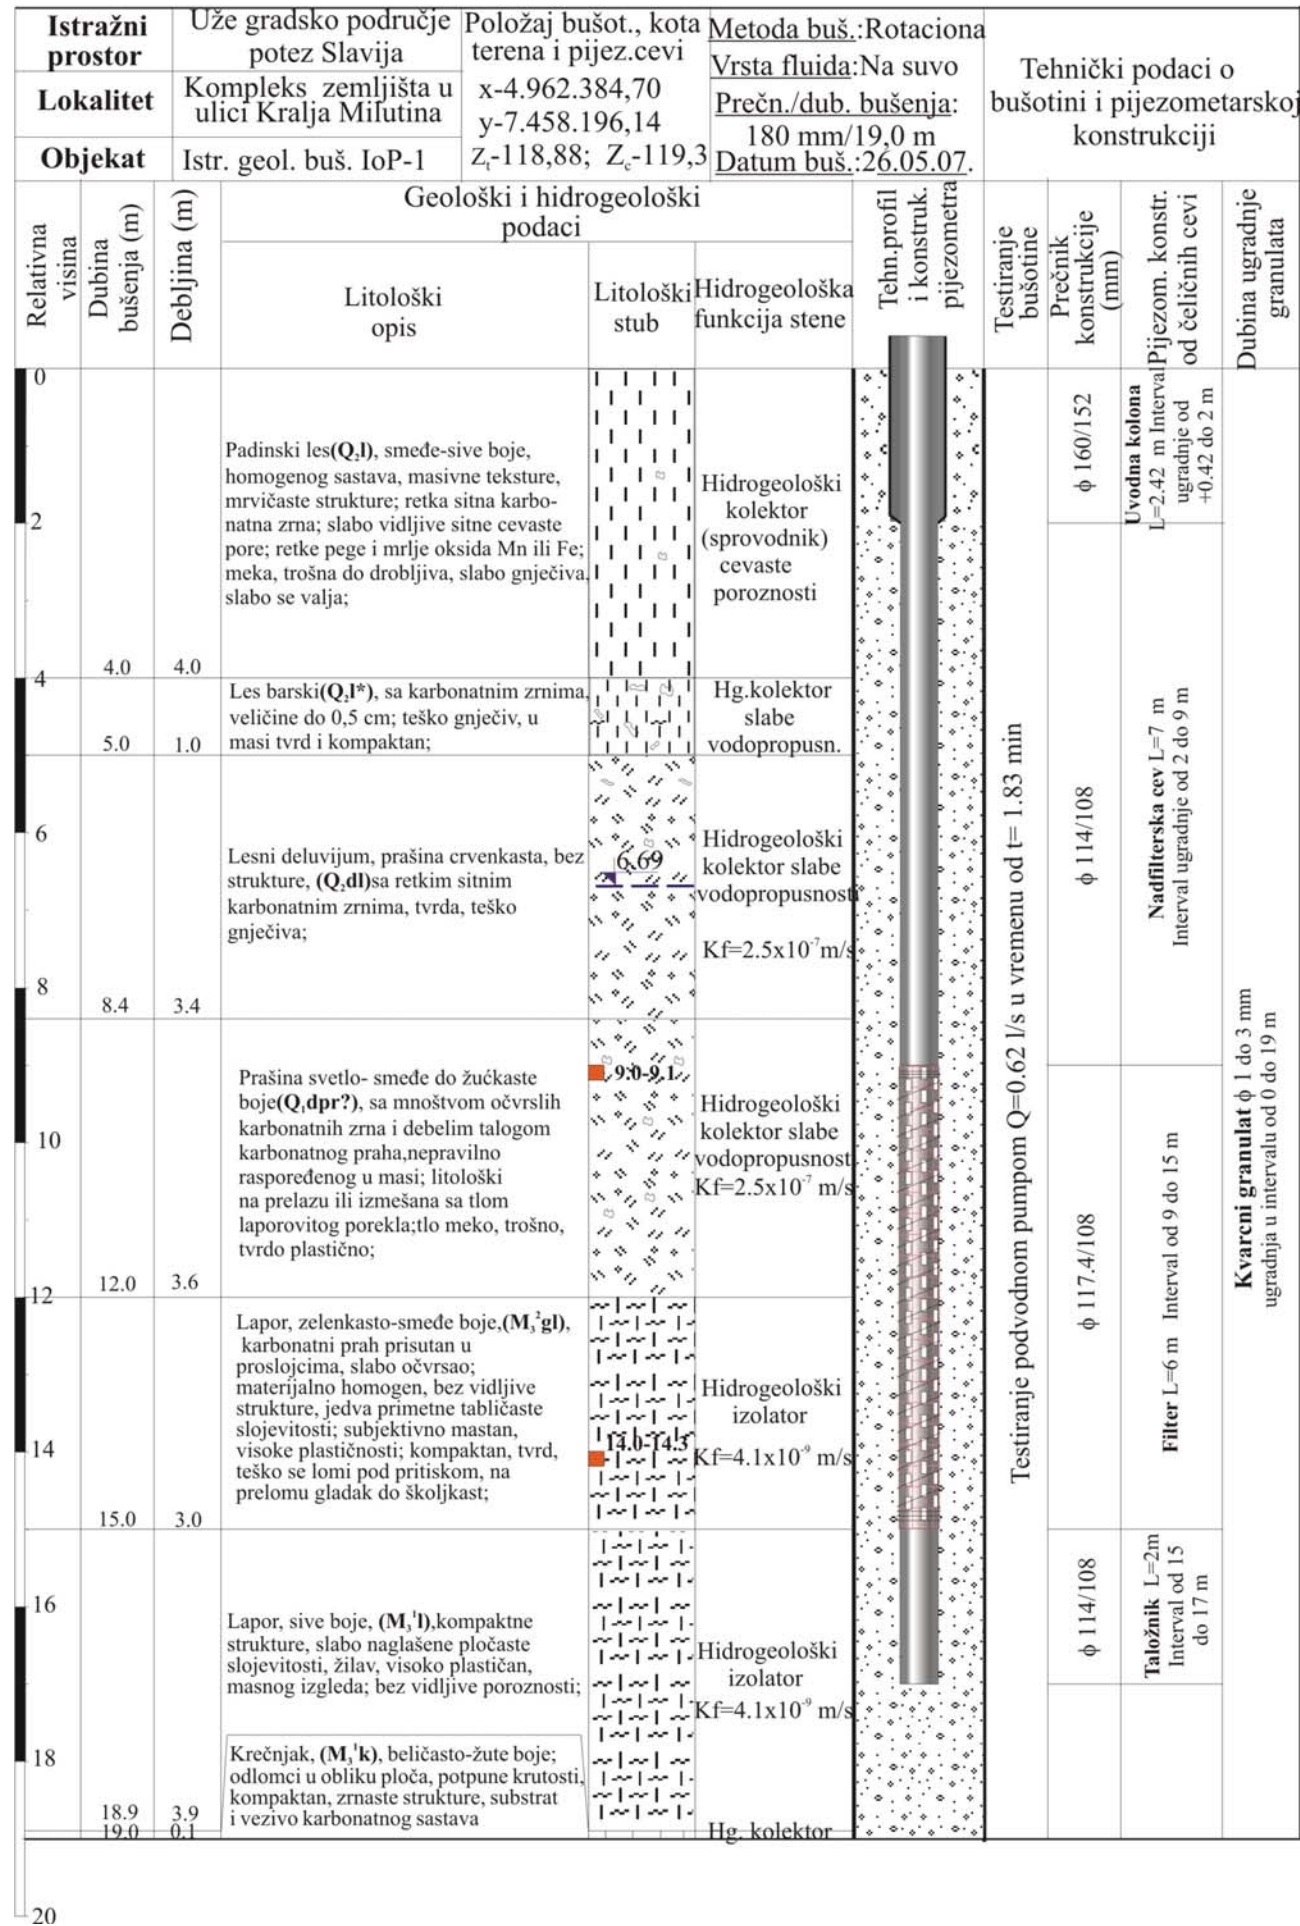 Istražni
prostor
Uže gradsko područje
potez Slavija
Lokalitet
Kompleks zemljišta u
ulici Kralja Milutina
Objekat
Istr. geol. buš. IoP-1
Položaj bušot., kota
terena i pijez.cevi
x-4.962.384,70
y-7.458.196,14
Zₜ-118,88; Z꜀-119,3
Metoda buš.:Rotaciona
Vrsta fluida:Na suvo
Prečn./dub. bušenja:
180 mm/19,0 m
Datum buš.:26.05.07.
Tehnički podaci o
bušotini i pijezometarskoj
konstrukciji
Relativna
visina
Dubina
bušenja (m)
Debljina (m)
Geološki i hidrogeološki
podaci
Litološki
opis
Litološki
stub
Hidrogeološka
funkcija stene
Tehn.profil
i konstruk.
pijezometra
Testiranje
bušotine
Prečnik
konstrukcije
(mm)
Pijezom. konstr.
od čeličnih cevi
Dubina ugradnje
granulata
0
2
4
6
8
10
12
14
16
18
20
Padinski les(Q₂l), smeđe-sive boje,
homogenog sastava, masivne teksture,
mrvičaste strukture; retka sitna karbo-
natna zrna; slabo vidljive sitne cevaste
pore; retke pege i mrlje oksida Mn ili Fe;
meka, trošna do drobljiva, slabo gnječiva,
slabo se valja;
4.0 4.0
Hidrogeološki
kolektor
(sprovodnik)
cevaste
poroznosti
Les barski(Q₂l*), sa karbonatnim zrnima,
veličine do 0,5 cm; teško gnječiv, u
masi tvrd i kompaktan;
5.0 1.0
Hg.kolektor
slabe
vodopropusn.
Lesni deluvijum, prašina crvenkasta, bez
strukture, (Q₂dl)sa retkim sitnim
karbonatnim zrnima, tvrda, teško
gnječiva;
8.4 3.4
6.69
Hidrogeološki
kolektor slabe
vodopropusnosti
Kf=2.5x10⁻⁷m/s
Prašina svetlo- smeđe do žućkaste
boje(Q₁dpr?), sa mnoštvom očvrslih
karbonatnih zrna i debelim talogom
karbonatnog praha,nepravilno
raspoređenog u masi; litološki
na prelazu ili izmešana sa tlom
laporovitog porekla;tlo meko, trošno,
tvrdo plastično;
12.0 3.6
9.0-9.1
Hidrogeološki
kolektor slabe
vodopropusnost
Kf=2.5x10⁻⁷ m/s
Lapor, zelenkasto-smeđe boje,(M₃²gl),
karbonatni prah prisutan u
proslojcima, slabo očvrsao;
materijalno homogen, bez vidljive
strukture, jedva primetne tabličaste
slojevitosti; subjektivno mastan,
visoke plastičnosti; kompaktan, tvrd,
teško se lomi pod pritiskom, na
prelomu gladak do školjkast;
15.0 3.0
14.0-14.3
Hidrogeološki
izolator
Kf=4.1x10⁻⁹ m/s
Lapor, sive boje, (M₃¹l),kompaktne
strukture, slabo naglašene pločaste
slojevitosti, žilav, visoko plastičan,
masnog izgleda; bez vidljive poroznosti;
Hidrogeološki
izolator
Kf=4.1x10⁻⁹ m/s
Krečnjak, (M₃¹k), beličasto-žute boje;
odlomci u obliku ploča, potpune krutosti,
kompaktan, zrnaste strukture, substrat
i vezivo karbonatnog sastava
18.9 3.9
19.0 0.1
Hg. kolektor
Testiranje podvodnom pumpom Q=0.62 l/s u vremenu od t= 1.83 min
ϕ 160/152
ϕ 114/108
ϕ 117.4/108
ϕ 114/108
Uvodna kolona
L=2.42 m Interval
ugradnje od
+0.42 do 2 m
Nadfilterska cev L=7 m
Interval ugradnje od 2 do 9 m
Filter L=6 m Interval od 9 do 15 m
Taložnik L=2m
Interval od 15
do 17 m
Kvarcni granulat ϕ 1 do 3 mm
ugradnja u intervalu od 0 do 19 m